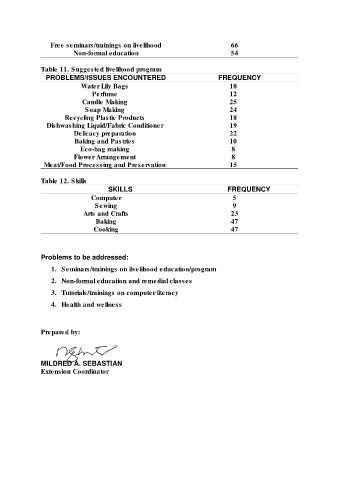 Free seminars/trainings on livelihood 66
Non-formal education 54
Table 11. Suggested livelihood program
PROBLEMS/ISSUES ENCOUNTERED FREQUENCY
Water Lily Bags 18
Perfume 12
Candle Making 25
Soap Making 24
Recycling Plastic Products 18
Dishwashing Liquid/Fabric Conditioner 19
Delicacy preparation 22
Baking and Pastries 10
Eco-bag making 8
Flower Arrangement 8
Meat/Food Processing and Preservation 15
Table 12. Skills
SKILLS FREQUENCY
Computer 5
Sewing 9
Arts and Crafts 23
Baking 47
Cooking 47
Problems to be addressed:
1. Seminars/trainings on livelihood education/program
2. Non-formal education and remedial classes
3. Tutorials/trainings on computer literacy
4. Health and wellness
Prepared by:
MILDRED A. SEBASTIAN
Extension Coordinator